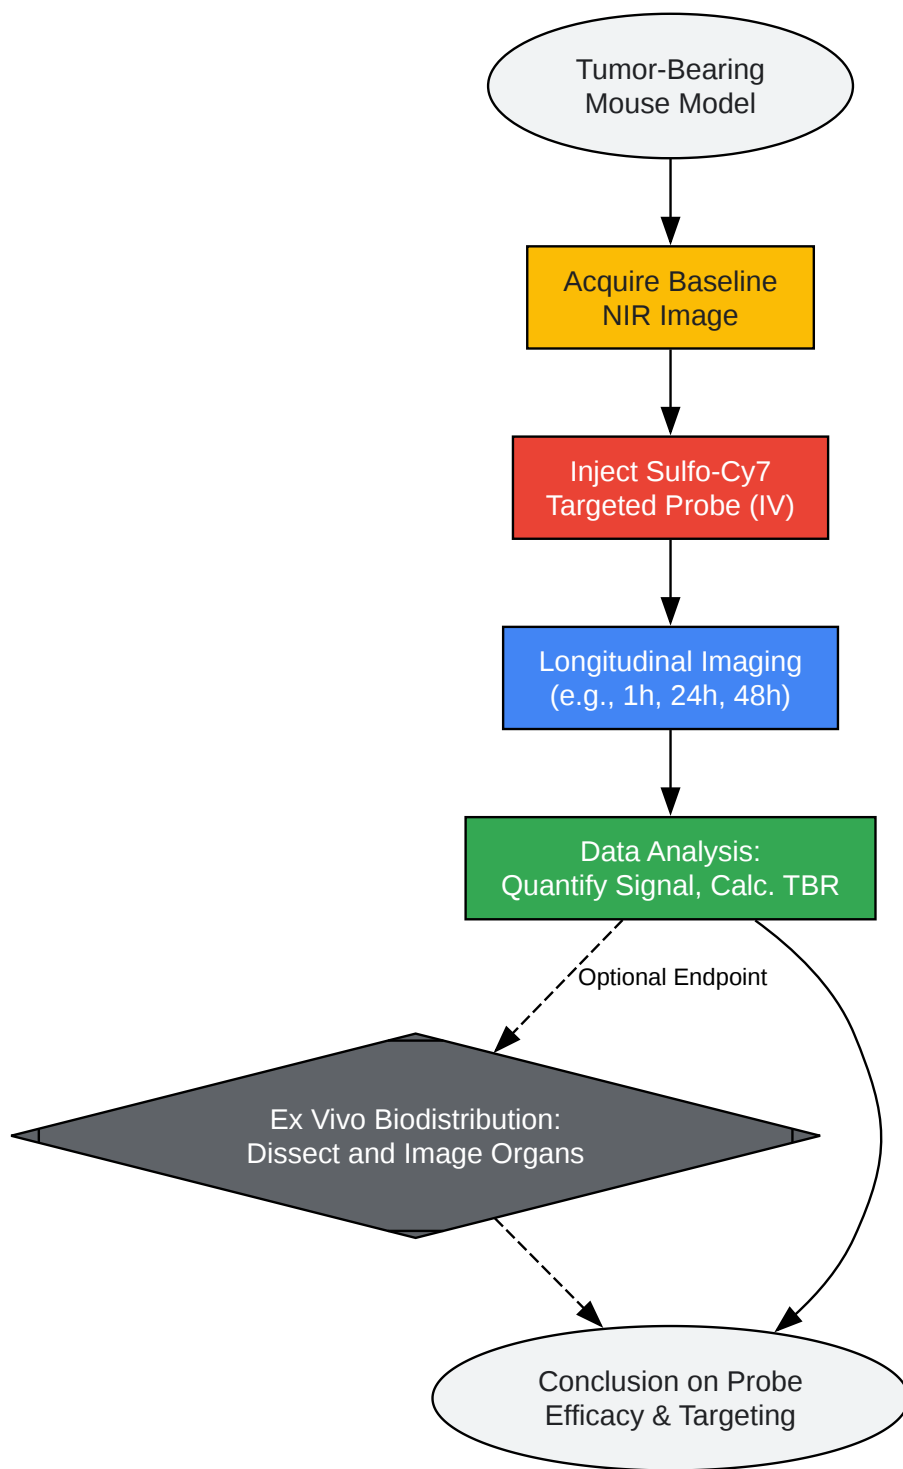 Tumor-Bearing
Mouse Model
Acquire Baseline
NIR Image
Inject Sulfo-Cy7
Targeted Probe (IV)
Longitudinal Imaging
(e.g., 1h, 24h, 48h)
Data Analysis:
Quantify Signal, Calc. TBR
Optional Endpoint
Ex Vivo Biodistribution:
Dissect and Image Organs
Conclusion on Probe
Efficacy & Targeting